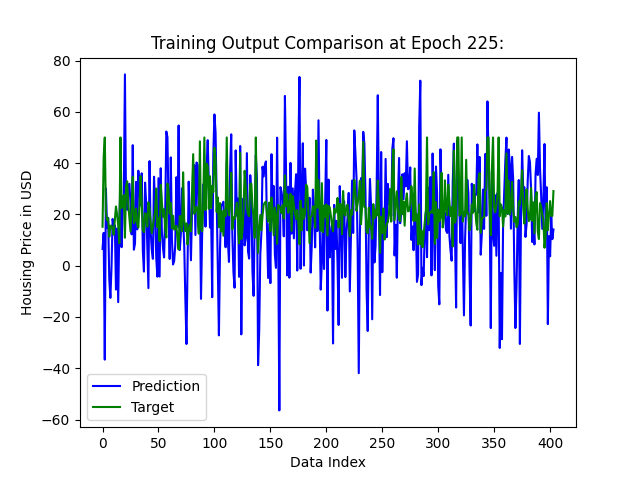 Training Output Comparison at Epoch 225:
80
60
40
20
0
−20
−40
−60
Housing Price in USD
Prediction
Target
0 50 100 150 200 250 300 350 400
Data Index